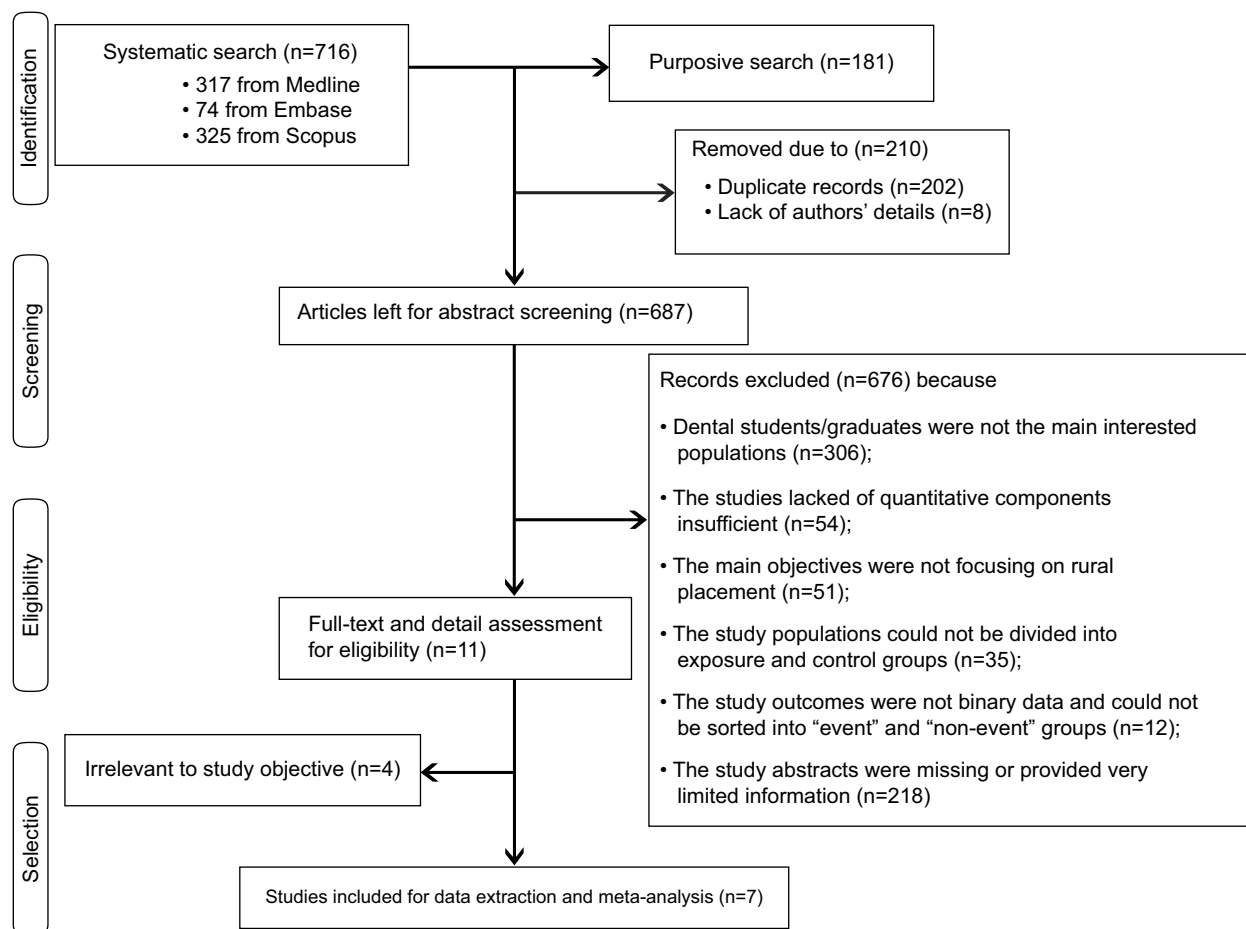 Identification
Systematic search (n=716)
• 317 from Medline
• 74 from Embase
• 325 from Scopus
Purposive search (n=181)
Removed due to (n=210)
• Duplicate records (n=202)
• Lack of authors’ details (n=8)
Screening
Articles left for abstract screening (n=687)
Records excluded (n=676) because
• Dental students/graduates were not the main interested
populations (n=306);
• The studies lacked of quantitative components
insufficient (n=54);
• The main objectives were not focusing on rural
placement (n=51);
• The study populations could not be divided into
exposure and control groups (n=35);
• The study outcomes were not binary data and could not
be sorted into “event” and “non-event” groups (n=12);
• The study abstracts were missing or provided very
limited information (n=218)
Eligibility
Full-text and detail assessment
for eligibility (n=11)
Selection
Irrelevant to study objective (n=4)
Studies included for data extraction and meta-analysis (n=7)